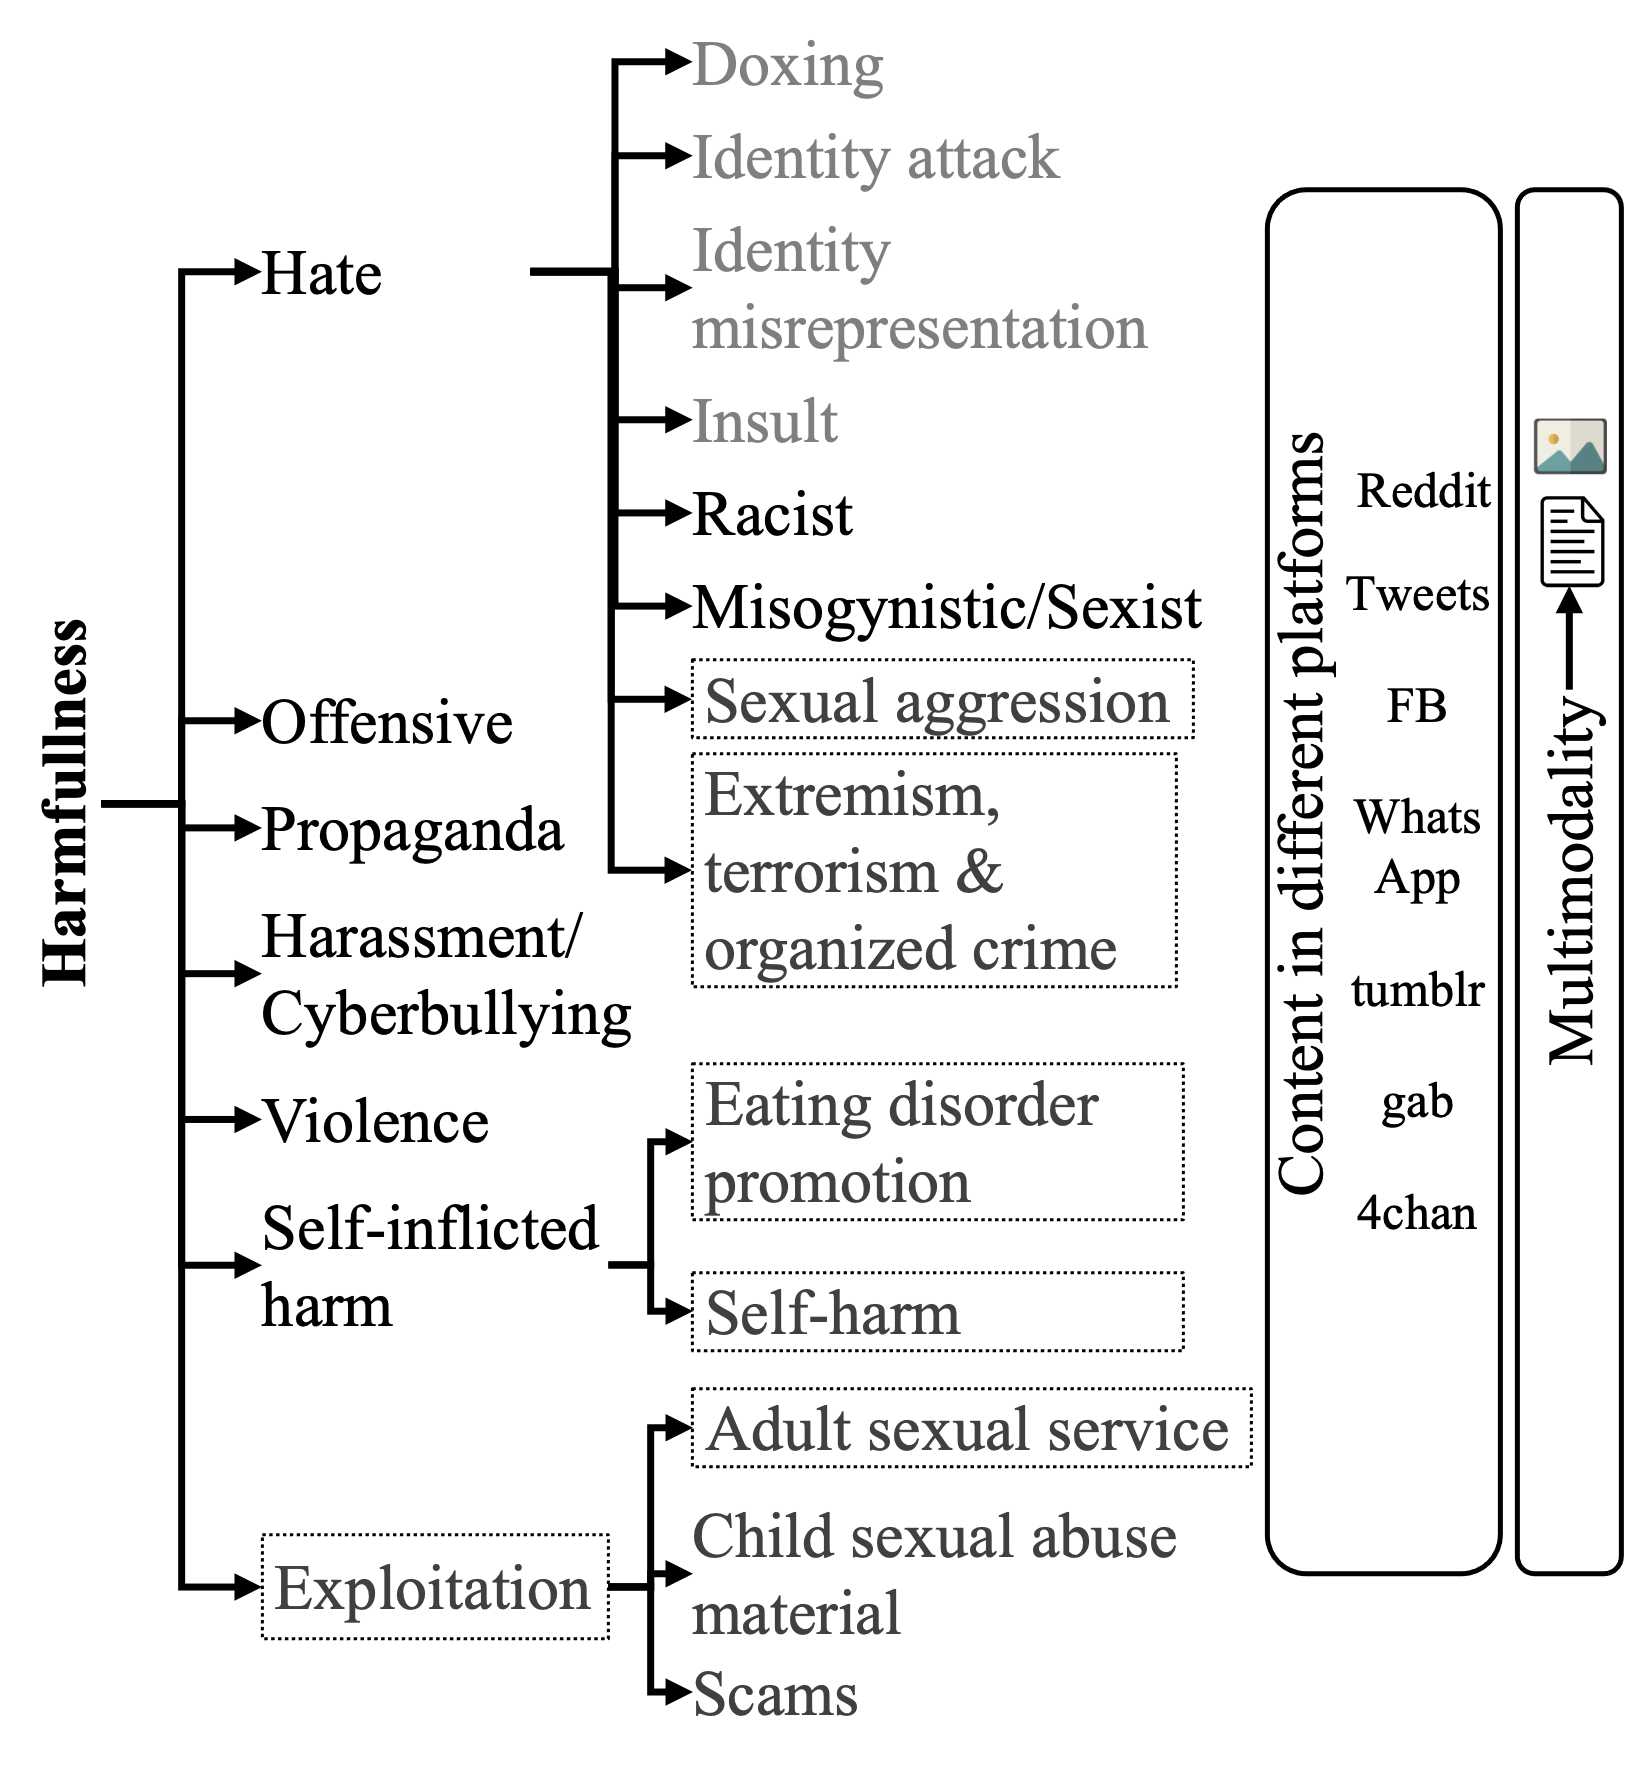 Harmfullness
Hate
Offensive
Propaganda
Harassment/
Cyberbullying
Violence
Self-inflicted
harm
Exploitation
Doxing
Identity attack
Identity
misrepresentation
Insult
Racist
Misogynistic/Sexist
Sexual aggression
Extremism,
terrorism &
organized crime
Eating disorder
promotion
Self-harm
Adult sexual service
Child sexual abuse
material
Scams
Content in different platforms
Reddit
Tweets
FB
Whats
App
tumblr
gab
4chan
Multimodality